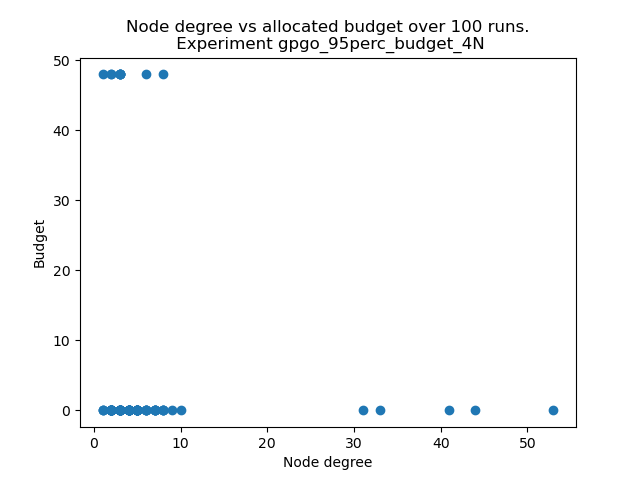 Node degree vs allocated budget over 100 runs.
Experiment gpgo_95perc_budget_4N
50
40
30
20
10
0
Budget
0 10 20 30 40 50
Node degree